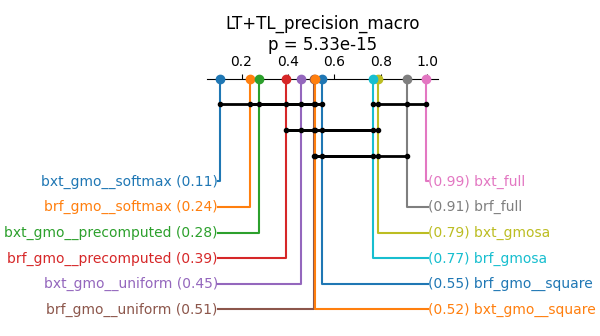 LT+TL_precision_macro
p = 5.33e-15
0.2 0.4 0.6 0.8 1.0
bxt_gmo__softmax (0.11) (0.99) bxt_full
brf_gmo__softmax (0.24) (0.91) brf_full
bxt_gmo__precomputed (0.28) (0.79) bxt_gmosa
brf_gmo__precomputed (0.39) (0.77) brf_gmosa
bxt_gmo__uniform (0.45) (0.55) brf_gmo__square
brf_gmo__uniform (0.51) (0.52) bxt_gmo__square